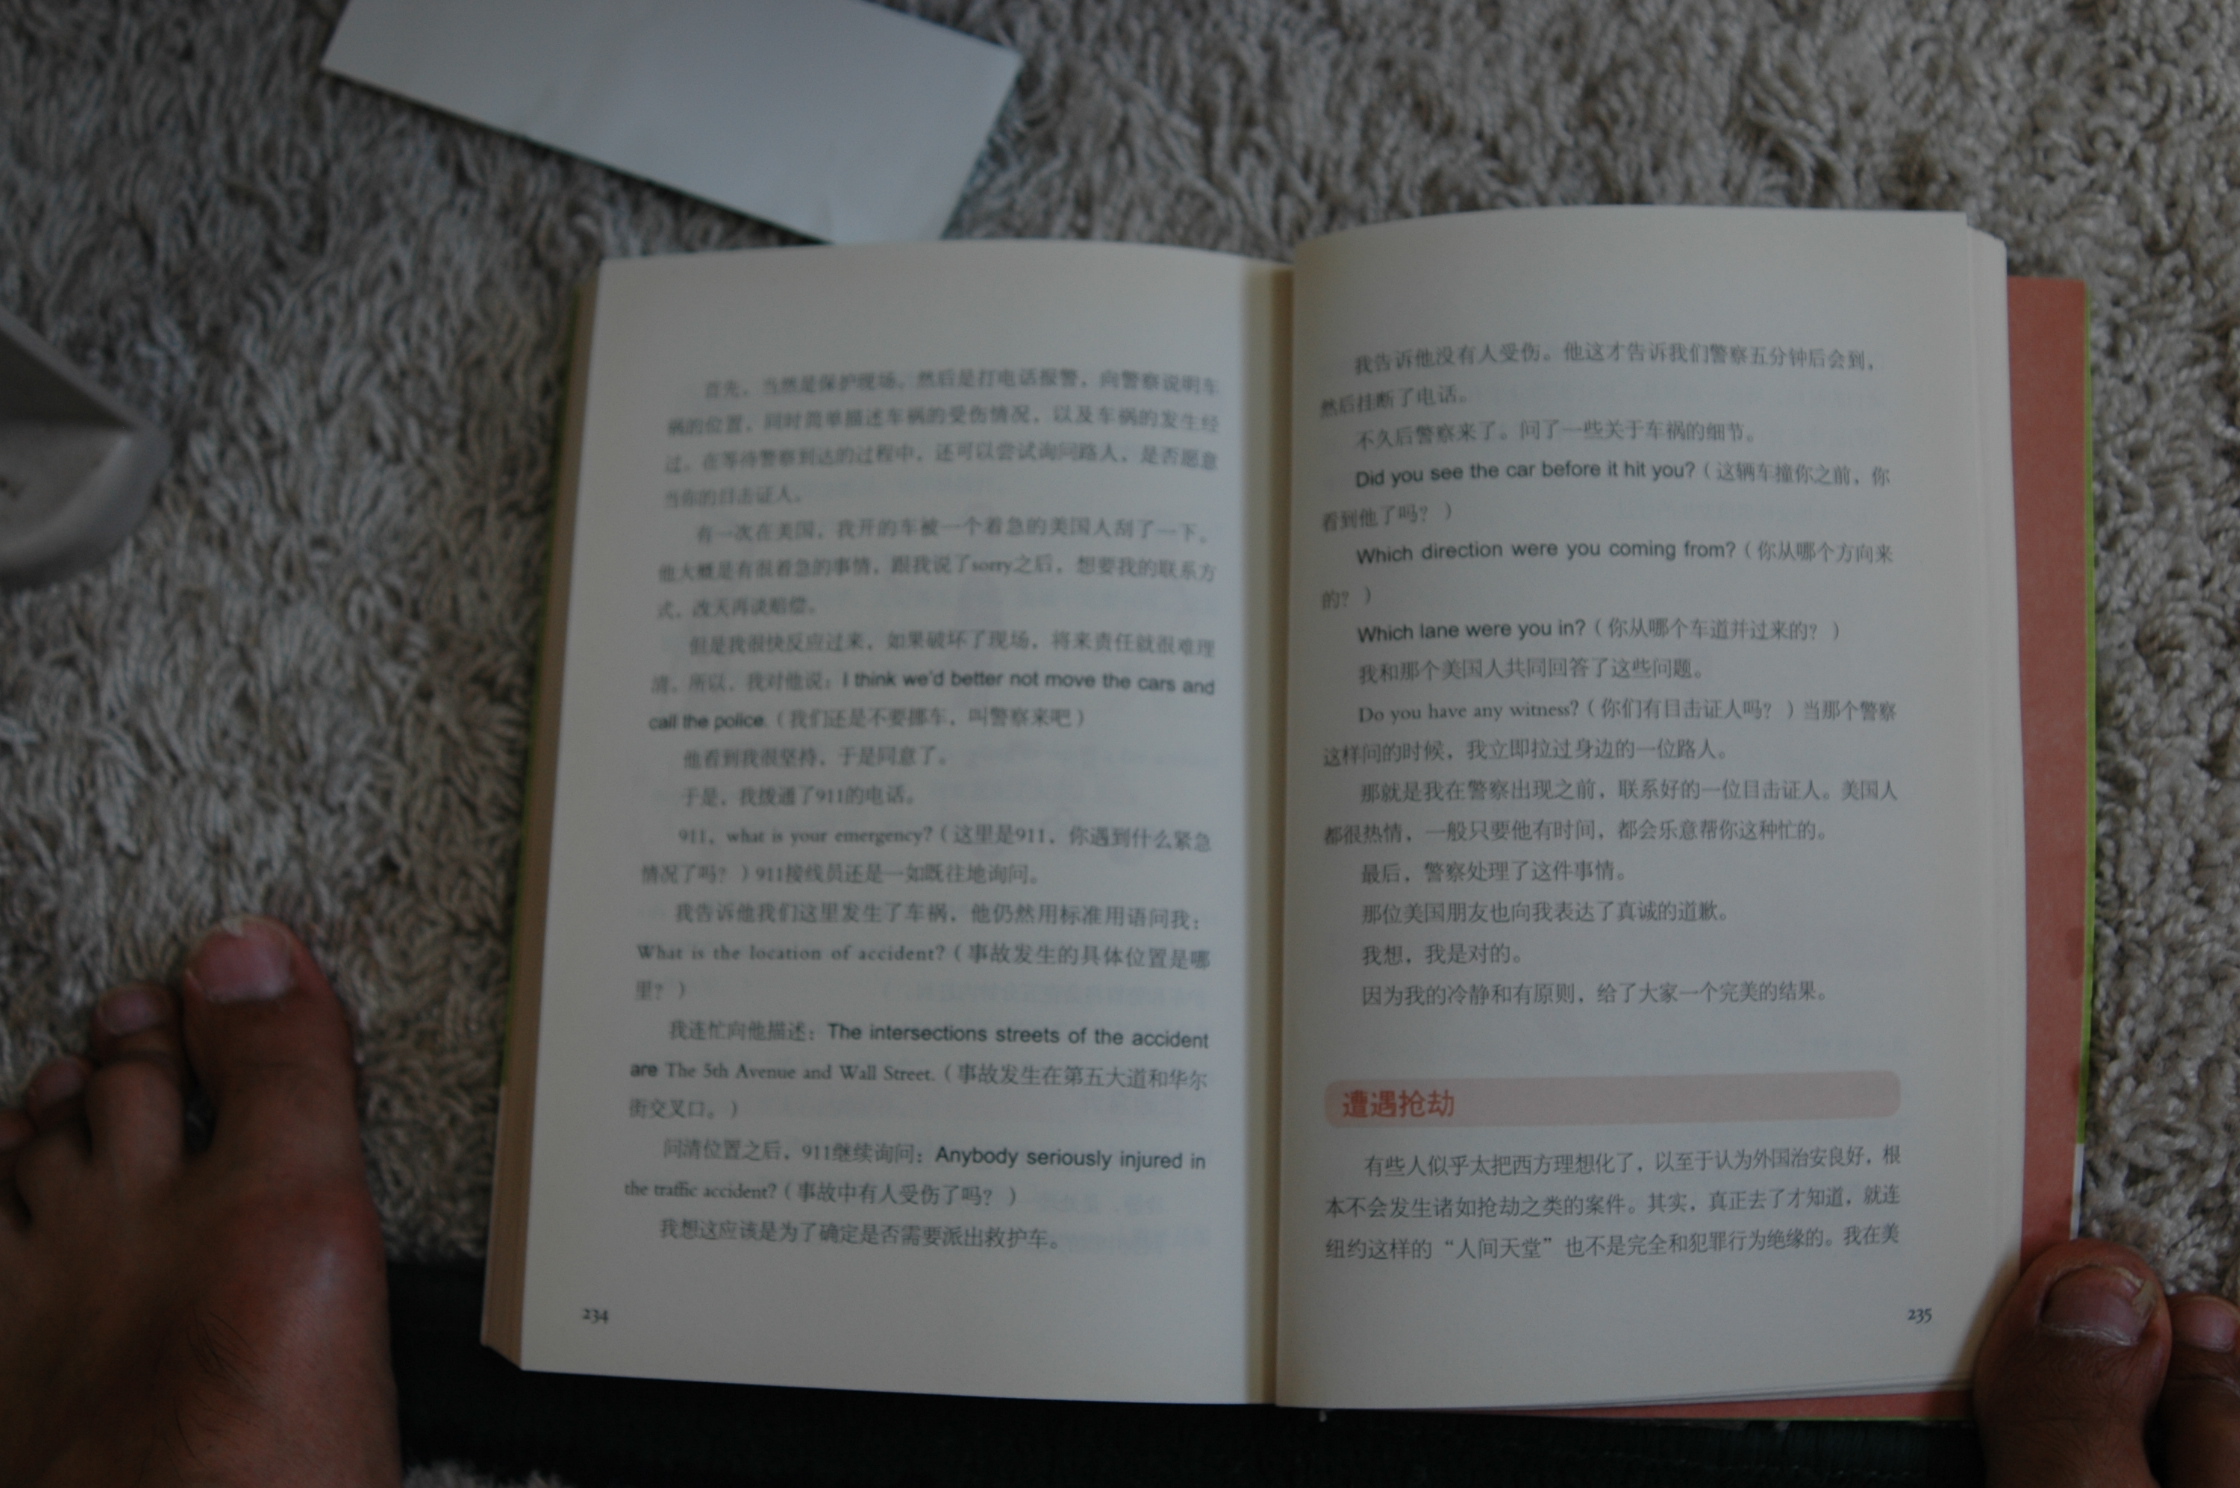 首先，当然是保护现场。然后是打电话报警，向警察说明车
祸的位置，同时简单描述车祸的受伤情况，以及车祸的发生经
过。在等待警察到达的过程中，还可以尝试询问路人，是否愿意
当你的目击证人。
有一次在美国，我开的车被一个着急的美国人刮了一下。
他大概是有很着急的事情，跟我说了sorry之后，想要我的联系方
式，改天再谈赔偿。
但是我很快反应过来，如果破坏了现场，将来责任就很难理
清。所以，我对他说：I think we'd better not move the cars and
call the police.（我们还是不要挪车，叫警察来吧）
他看到我很坚持，于是同意了。
于是，我拨通了911的电话。
911，what is your emergency?（这里是911，你遇到什么紧急
情况了吗？）911接线员还是一如既往地询问。
我告诉他我们这里发生了车祸，他仍然用标准用语问我：
What is the location of accident?（事故发生的具体位置是哪
里？）
我连忙向他描述：The intersections streets of the accident
are The 5th Avenue and Wall Street.（事故发生在第五大道和华尔
街交叉口。）
问清位置之后，911继续询问：Anybody seriously injured in
the traffic accident?（事故中有人受伤了吗？）
我想这应该是为了确定是否需要派出救护车。
234
我告诉他没有人受伤。他这才告诉我们警察五分钟后会到，
然后挂断了电话。
不久后警察来了。问了一些关于车祸的细节。
Did you see the car before it hit you?（这辆车撞你之前，你
看到他了吗？）
Which direction were you coming from?（你从哪个方向来
的？）
Which lane were you in?（你从哪个车道并过来的？）
我和那个美国人共同回答了这些问题。
Do you have any witness?（你们有目击证人吗？）当那个警察
这样问的时候，我立即拉过身边的一位路人。
那就是我在警察出现之前，联系好的一位目击证人。美国人
都很热情，一般只要他有时间，都会乐意帮你这种忙的。
最后，警察处理了这件事情。
那位美国朋友也向我表达了真诚的道歉。
我想，我是对的。
因为我的冷静和有原则，给了大家一个完美的结果。
遭遇抢劫
有些人似乎太把西方理想化了，以至于认为外国治安良好，根
本不会发生诸如抢劫之类的案件。其实，真正去了才知道，就连
纽约这样的“人间天堂”也不是完全和犯罪行为绝缘的。我在美
235